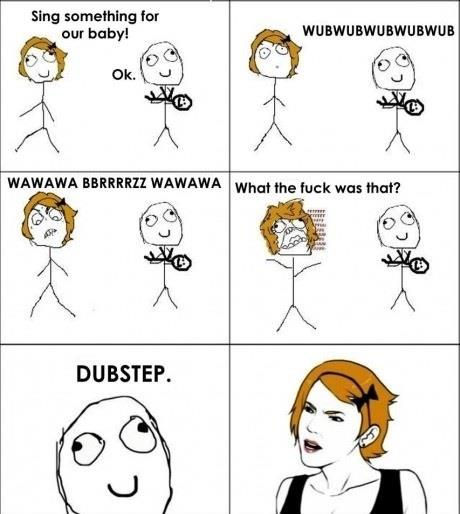 Sing something for
our baby!
Ok.
WUBWUBWUBWUBWUB
WAWAWA BBRRRRZZ WAWAWA
What the fuck was that?
DUBSTEP.